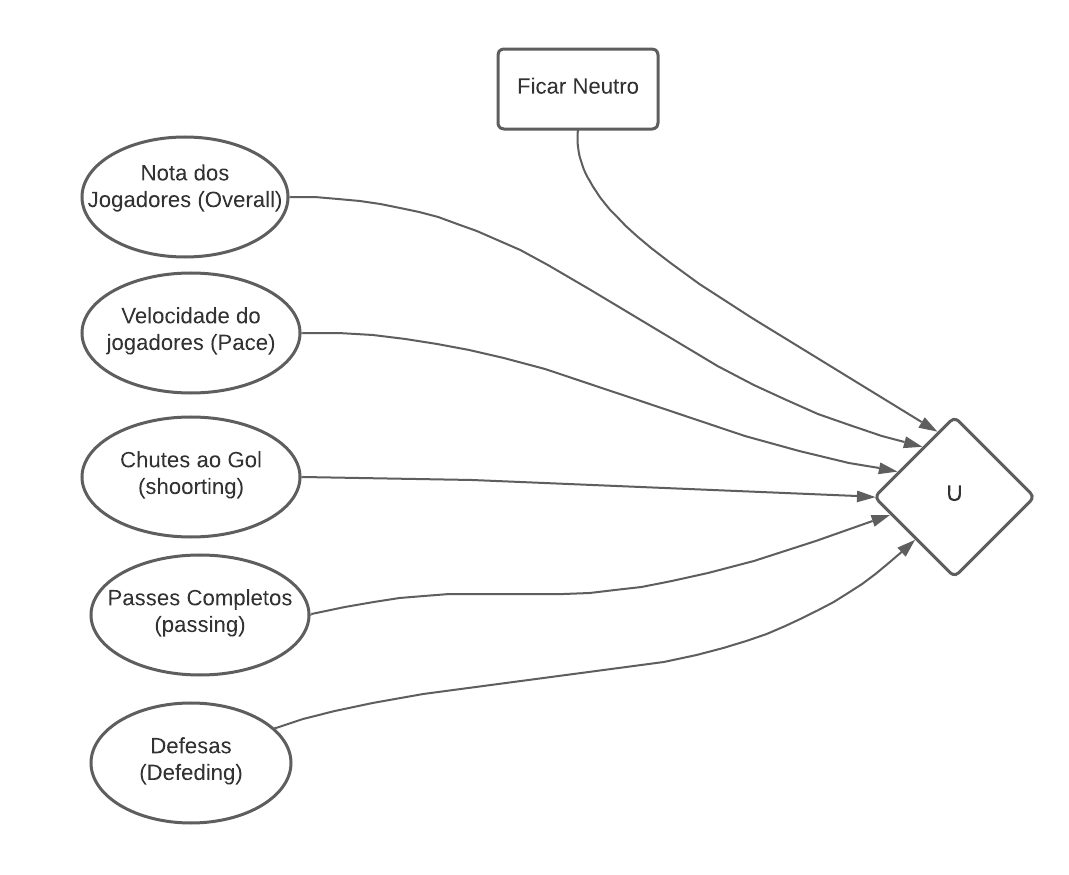 Ficar Neutro
Nota dos
Jogadores (Overall)
Velocidade do
jogadores (Pace)
Chutes ao Gol
(shoorting)
Passes Completos
(passing)
Defesas
(Defeding)
U